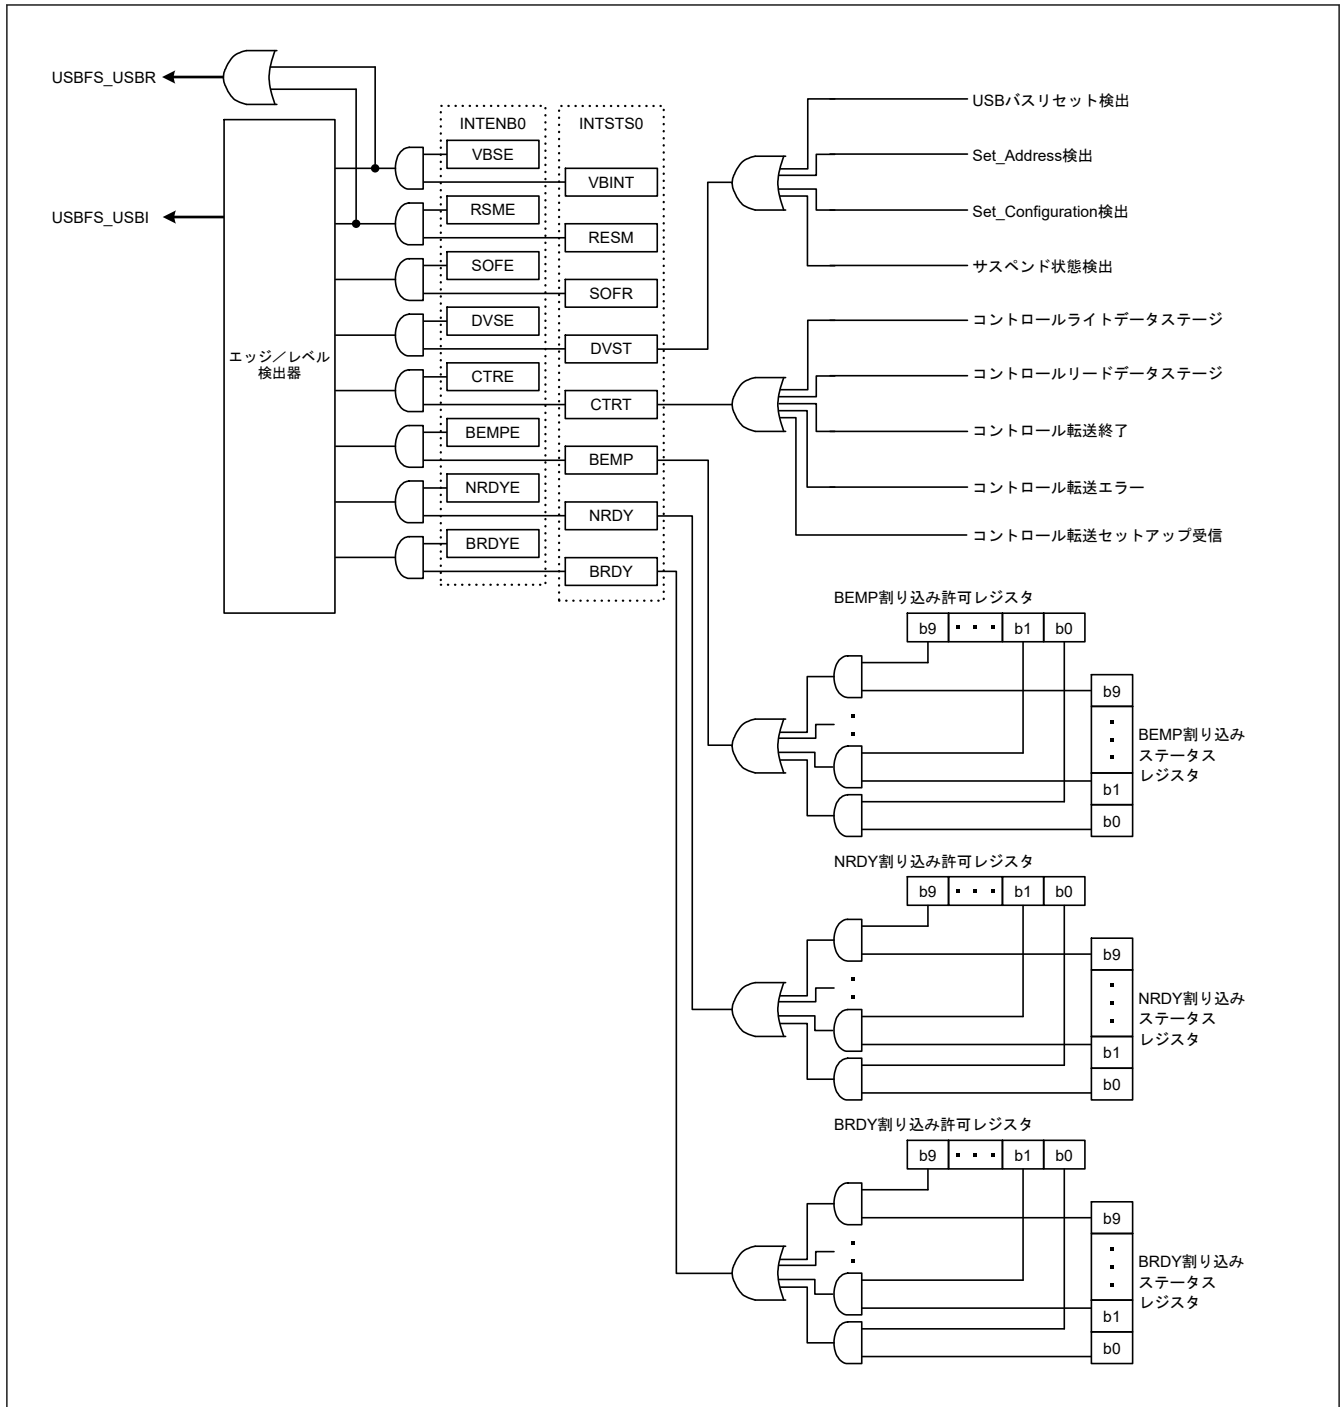 USBFS_USBR
USBFS_USBI
エッジ／レベル
検出器
INTENB0
VBSE
RSME
SOFE
DVSE
CTRE
BEMPE
NRDYE
BRDYE
INTSTS0
VBINT
RESM
SOFR
DVST
CTRT
BEMP
NRDY
BRDY
USBバスリセット検出
Set_Address検出
Set_Configuration検出
サスペンド状態検出
コントロールライトデータステージ
コントロールリードデータステージ
コントロール転送終了
コントロール転送エラー
コントロール転送セットアップ受信
BEMP割り込み許可レジスタ
b9 ・・・ b1 b0
b9
b1
b0
BEMP割り込み
ステータス
レジスタ
NRDY割り込み許可レジスタ
b9 ・・・ b1 b0
b9
b1
b0
NRDY割り込み
ステータス
レジスタ
BRDY割り込み許可レジスタ
b9 ・・・ b1 b0
b9
b1
b0
BRDY割り込み
ステータス
レジスタ